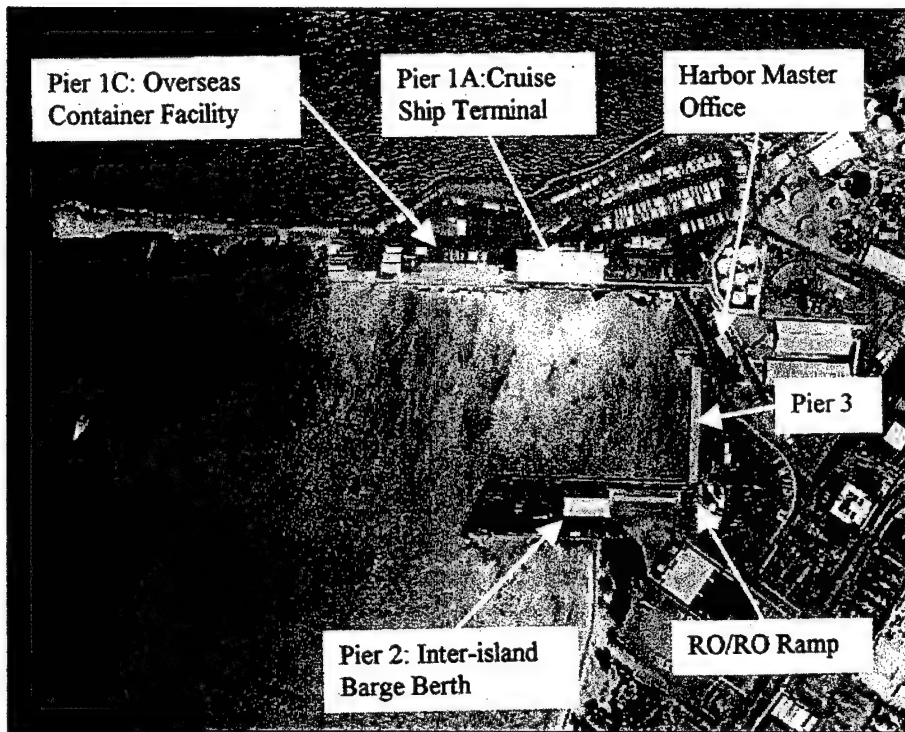 Pier 1C: Overseas
Container Facility
Pier 1A:Cruise
Ship Terminal
Harbor Master
Office
Pier 3
Pier 2: Inter-island
Barge Berth
RO/RO Ramp